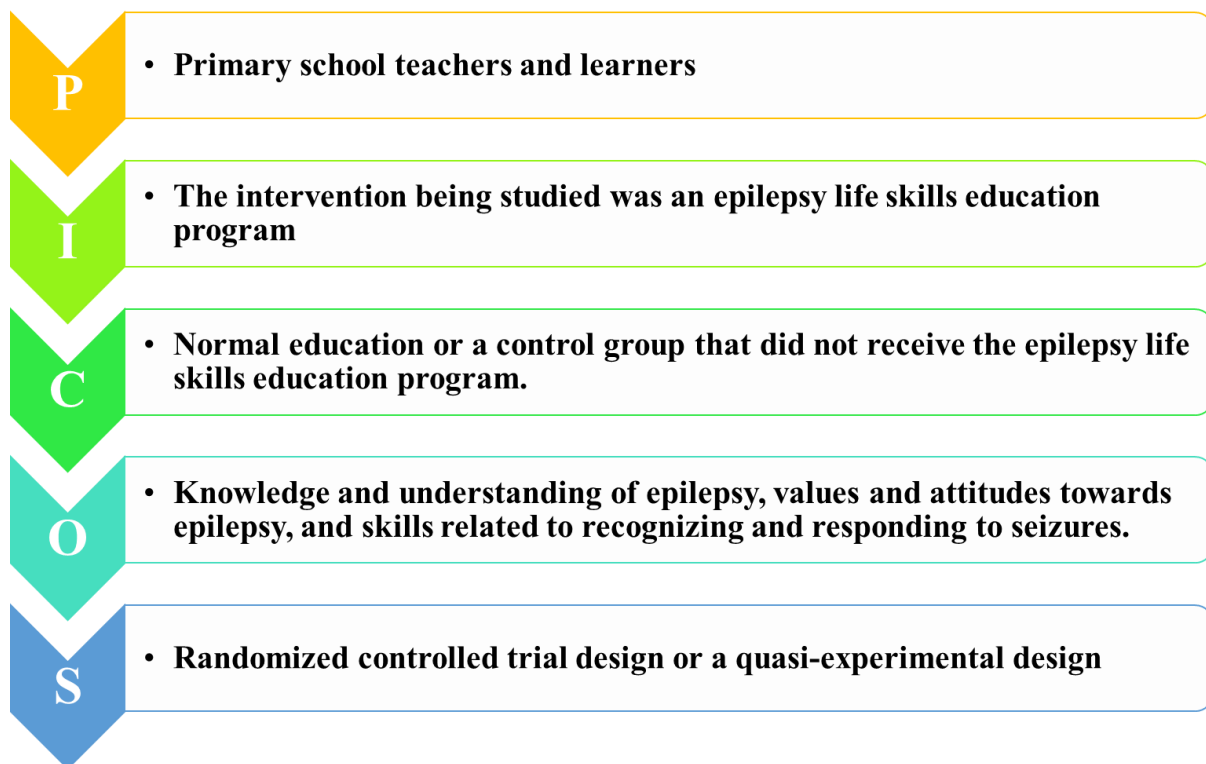 P
• Primary school teachers and learners
I
• The intervention being studied was an epilepsy life skills education
program
C
• Normal education or a control group that did not receive the epilepsy life
skills education program.
O
• Knowledge and understanding of epilepsy, values and attitudes towards
epilepsy, and skills related to recognizing and responding to seizures.
S
• Randomized controlled trial design or a quasi-experimental design